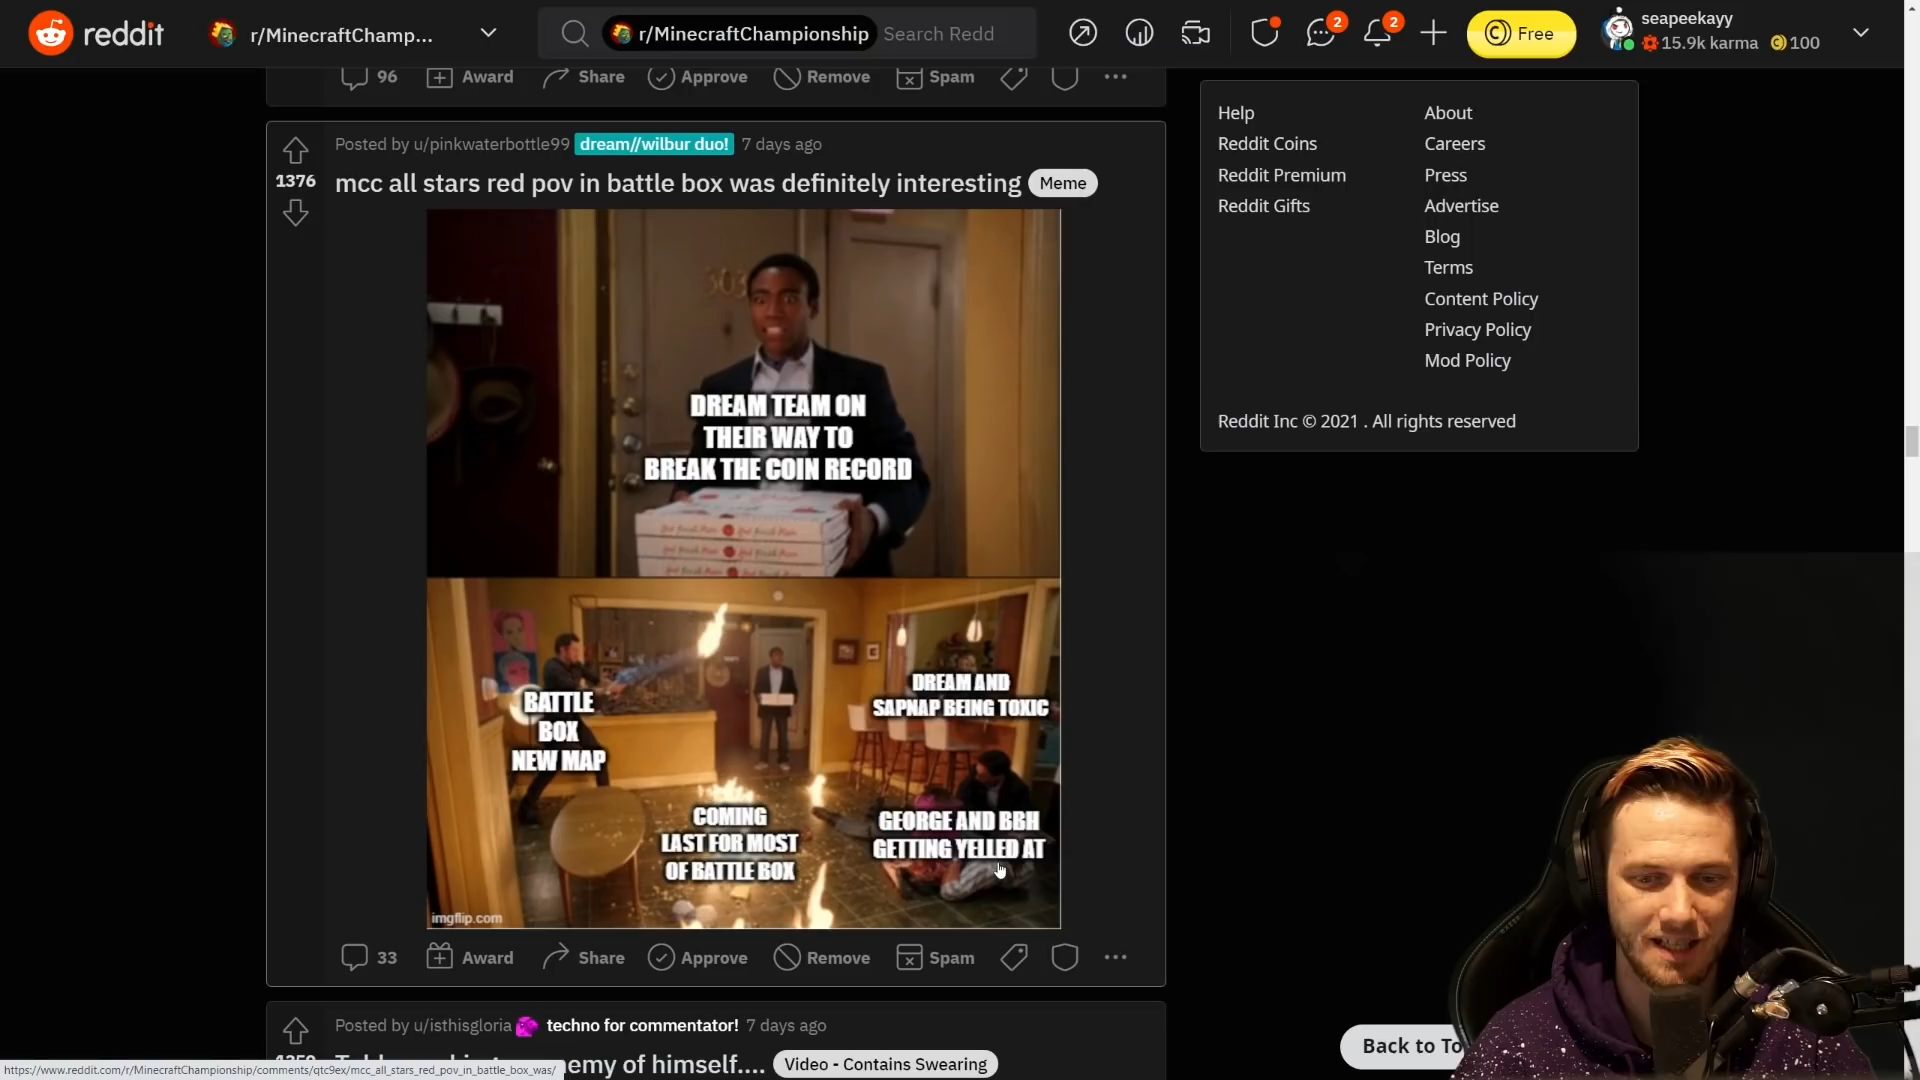 reddit
r/MinecraftChamp...
r/MinecraftChampionship
Search Redd
2
2
Free
seapeekayy
15.9k karma
100
96
Award
Share
Approve
Remove
Spam
Posted by u/pinkwaterbottle99
dream//wilbur duo!
7 days ago
1376
mcc all stars red pov in battle box was definitely interesting
Meme
303
DREAM TEAM ON
THEIR WAY TO
BREAK THE COIN RECORD
BATTLE
BOX
NEW MAP
DREAM AND
SAPNAP BEING TOXIC
COMING
LAST FOR MOST
OF BATTLE BOX
GEORGE AND BBH
GETTING YELLED AT
imgflip.com
33
Award
Share
Approve
Remove
Spam
Posted by u/isthisgloria
techno for commentator!
7 days ago
emy of himself....
Video - Contains Swearing
https://www.reddit.com/r/MinecraftChampionship/comments/qtc9ex/mcc_all_stars_red_pov_in_battle_box_was/
Help
Reddit Coins
Reddit Premium
Reddit Gifts
About
Careers
Press
Advertise
Blog
Terms
Content Policy
Privacy Policy
Mod Policy
Reddit Inc © 2021 . All rights reserved
Back to To